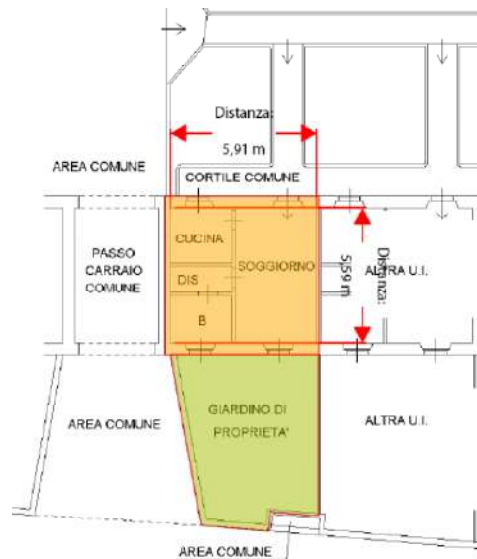 Distanza:
5,91 m
AREA COMUNE
CORTILE COMUNE
CUCINA
PASSO
CARRAIO
COMUNE
DIS
SOGGIORNO
B
Distanza:
5,59 m
ALTRA U.I.
GIARDINO DI
PROPRIETA'
AREA COMUNE
ALTRA U.I.
AREA COMUNE